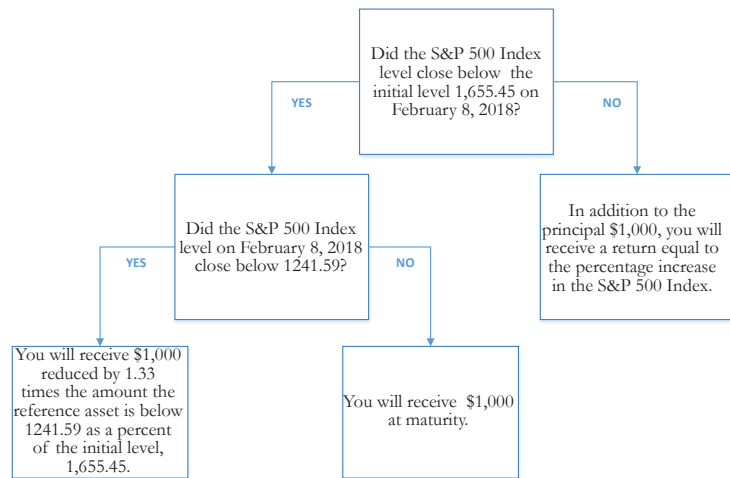 Did the S&P 500 Index
level close below the
initial level 1,655.45 on
February 8, 2018?
YES
NO
Did the S&P 500 Index
level on February 8, 2018
close below 1241.59?
In addition to the
principal $1,000, you will
receive a return equal to
the percentage increase
in the S&P 500 Index.
YES
NO
You will receive $1,000
reduced by 1.33
times the amount the
reference asset is below
1241.59 as a percent
of the initial level,
1,655.45.
You will receive $1,000
at maturity.